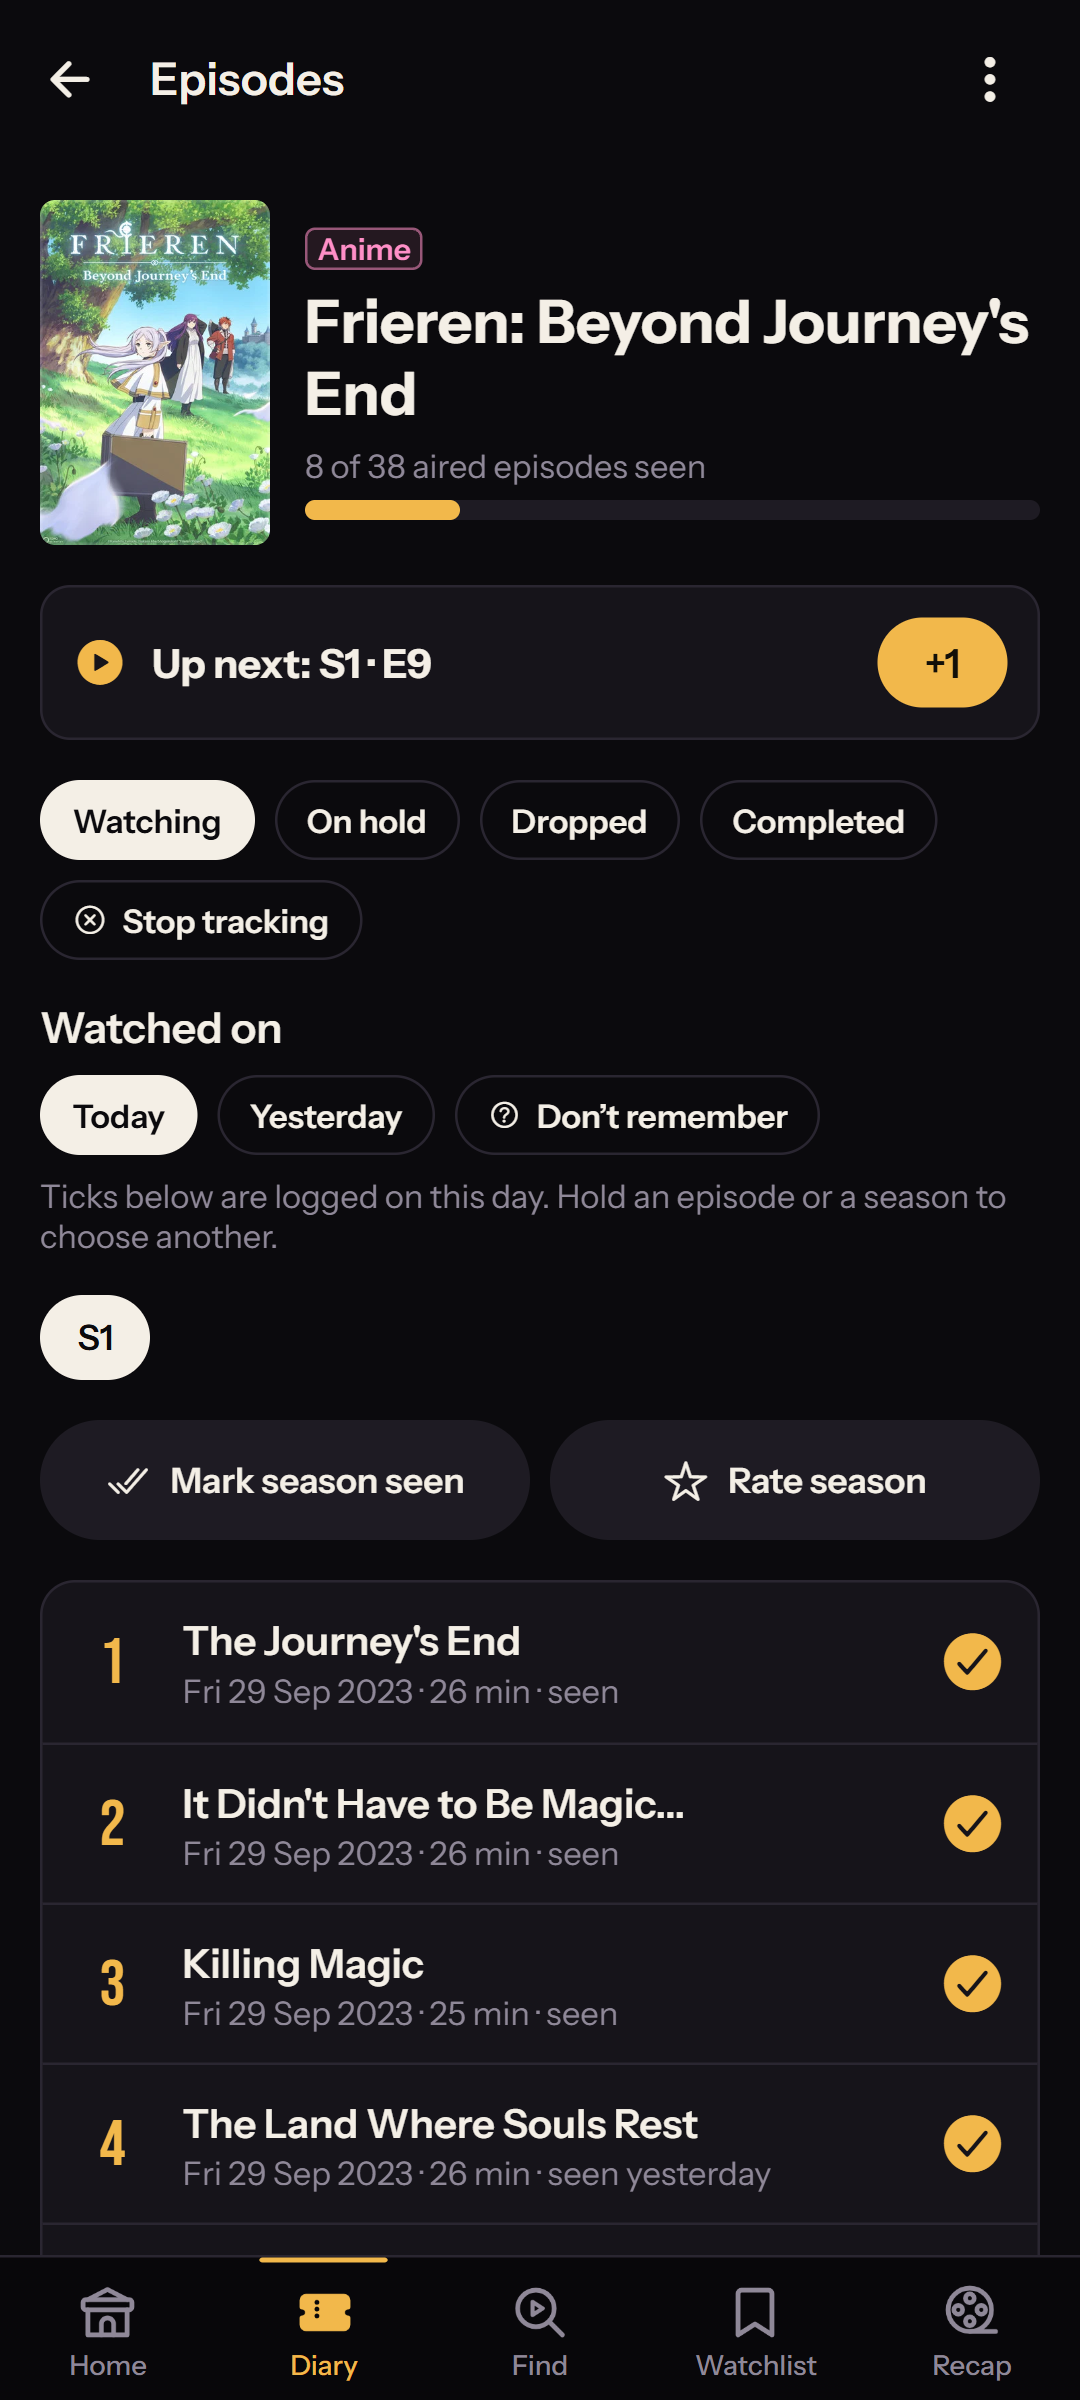 Episodes
FRIEREN
Beyond Journey's End
Anime
Frieren: Beyond Journey's
End
8 of 38 aired episodes seen
Up next: S1 · E9
+1
Watching
On hold
Dropped
Completed
Stop tracking
Watched on
Today
Yesterday
Don’t remember
Ticks below are logged on this day. Hold an episode or a season to
choose another.
S1
Mark season seen
Rate season
1
The Journey's End
Fri 29 Sep 2023 · 26 min · seen
2
It Didn't Have to Be Magic...
Fri 29 Sep 2023 · 26 min · seen
3
Killing Magic
Fri 29 Sep 2023 · 25 min · seen
4
The Land Where Souls Rest
Fri 29 Sep 2023 · 26 min · seen yesterday
Home
Diary
Find
Watchlist
Recap